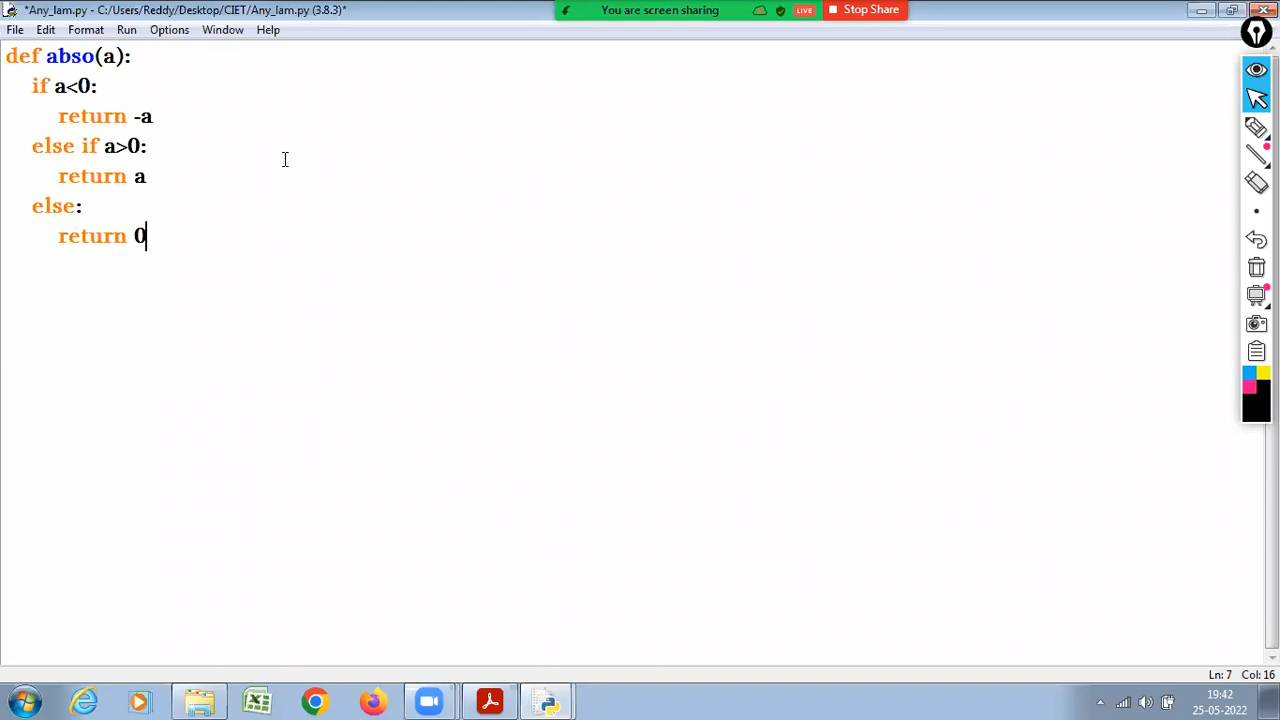 *Any_lam.py - C:/Users/Reddy/Desktop/CIET/Any_lam.py (3.8.3)*
You are screen sharing
LIVE
Stop Share
File Edit Format Run Options Window Help
def abso(a):
if a<0:
return -a
else if a>0:
return a
else:
return 0
Ln: 7 Col: 16
19:42
25-05-2022